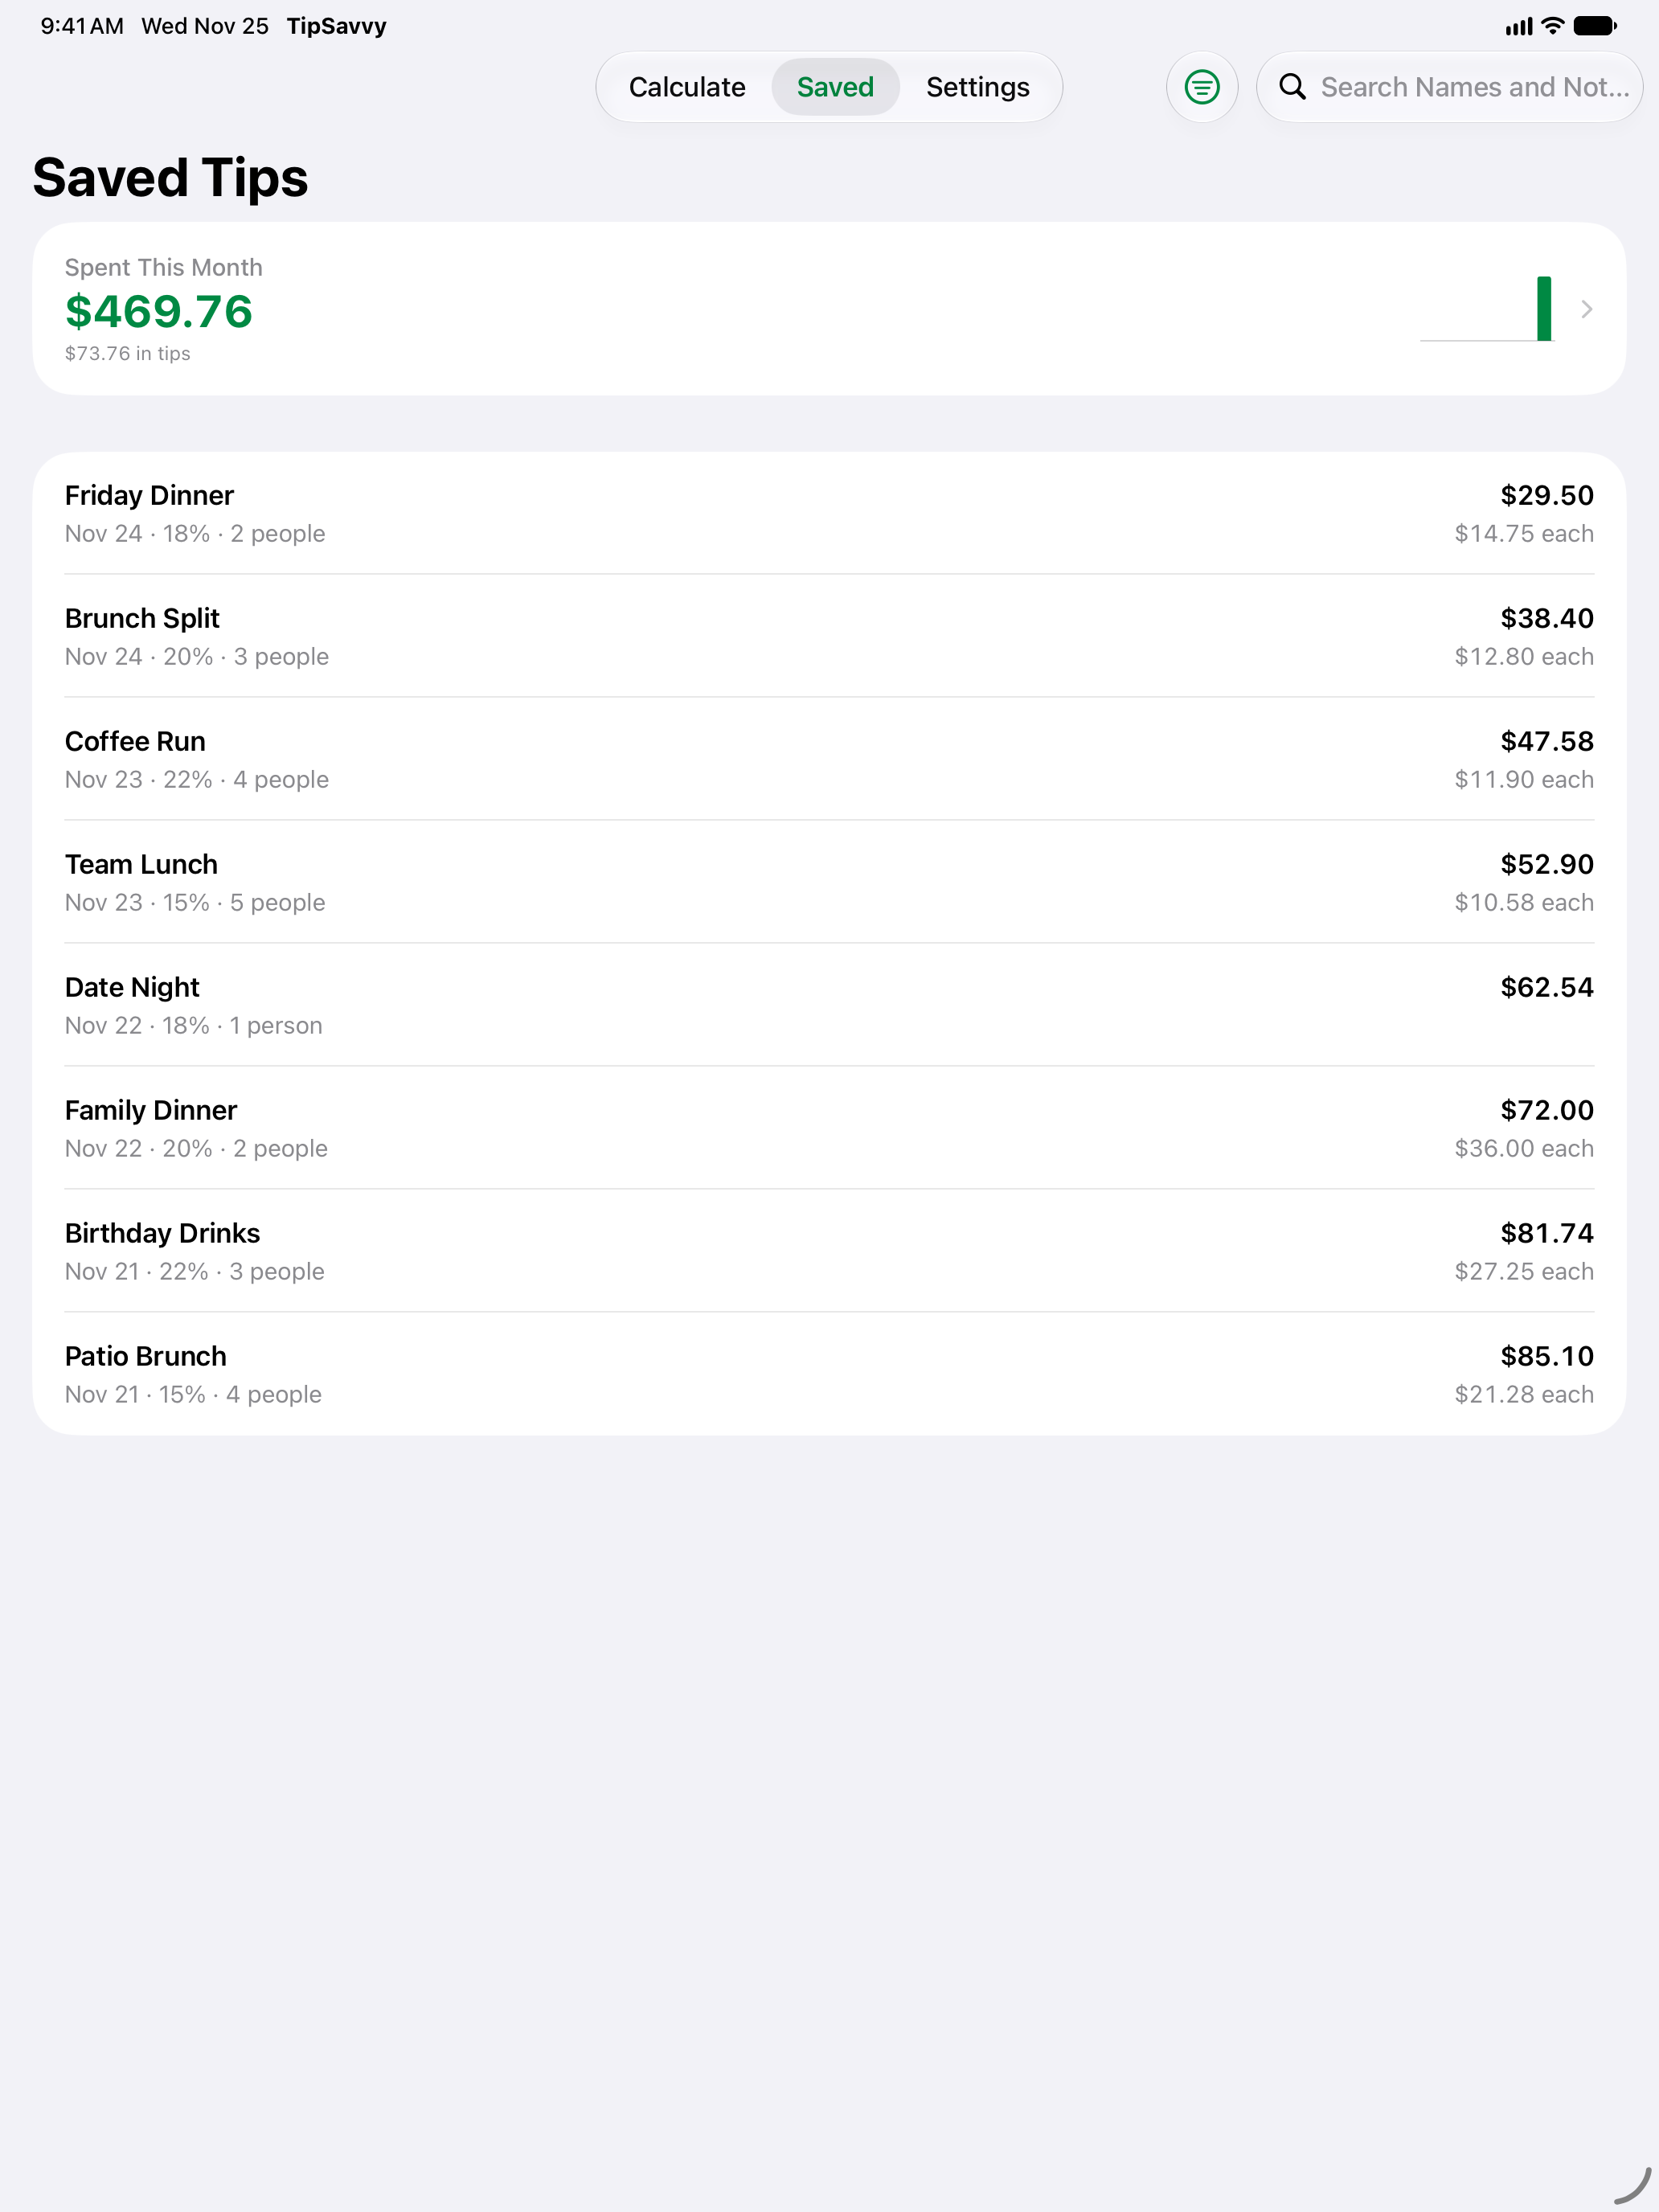 9:41 AM Wed Nov 25 TipSavvy
Calculate Saved Settings Search Names and Not...
Saved Tips
Spent This Month
$469.76
$73.76 in tips
Friday Dinner $29.50
Nov 24 · 18% · 2 people $14.75 each
Brunch Split $38.40
Nov 24 · 20% · 3 people $12.80 each
Coffee Run $47.58
Nov 23 · 22% · 4 people $11.90 each
Team Lunch $52.90
Nov 23 · 15% · 5 people $10.58 each
Date Night $62.54
Nov 22 · 18% · 1 person
Family Dinner $72.00
Nov 22 · 20% · 2 people $36.00 each
Birthday Drinks $81.74
Nov 21 · 22% · 3 people $27.25 each
Patio Brunch $85.10
Nov 21 · 15% · 4 people $21.28 each